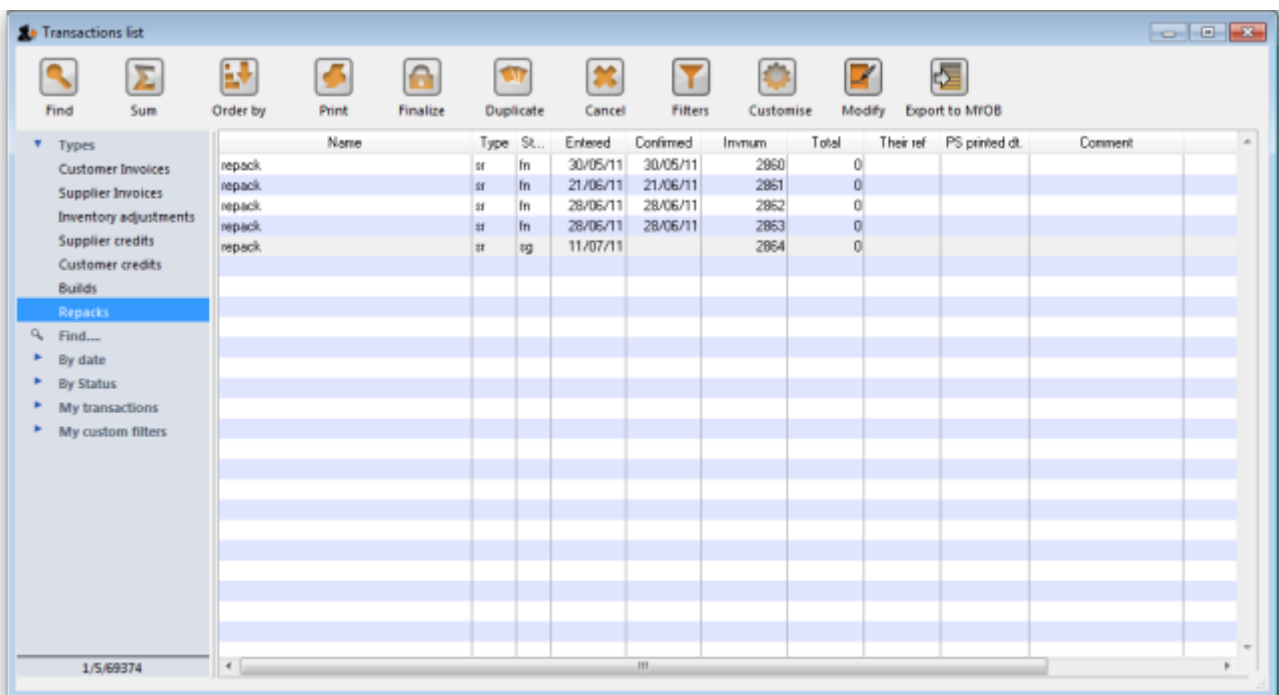 Transactions list
Find Sum Order by Print Finalize Duplicate Cancel Filters Customise Modify Export to MYOB
Types
Customer Invoices
Supplier Invoices
Inventory adjustments
Supplier credits
Customer credits
Builds
Repacks
Find....
By date
By Status
My transactions
My custom filters
1/5/69374
Name Type St... Entered Confirmed Invnum Total Their ref PS printed dt. Comment
repack sr fn 30/05/11 30/05/11 2860 0
repack sr fn 21/06/11 21/06/11 2861 0
repack sr fn 28/06/11 28/06/11 2862 0
repack sr fn 28/06/11 28/06/11 2863 0
repack sr sg 11/07/11 2864 0